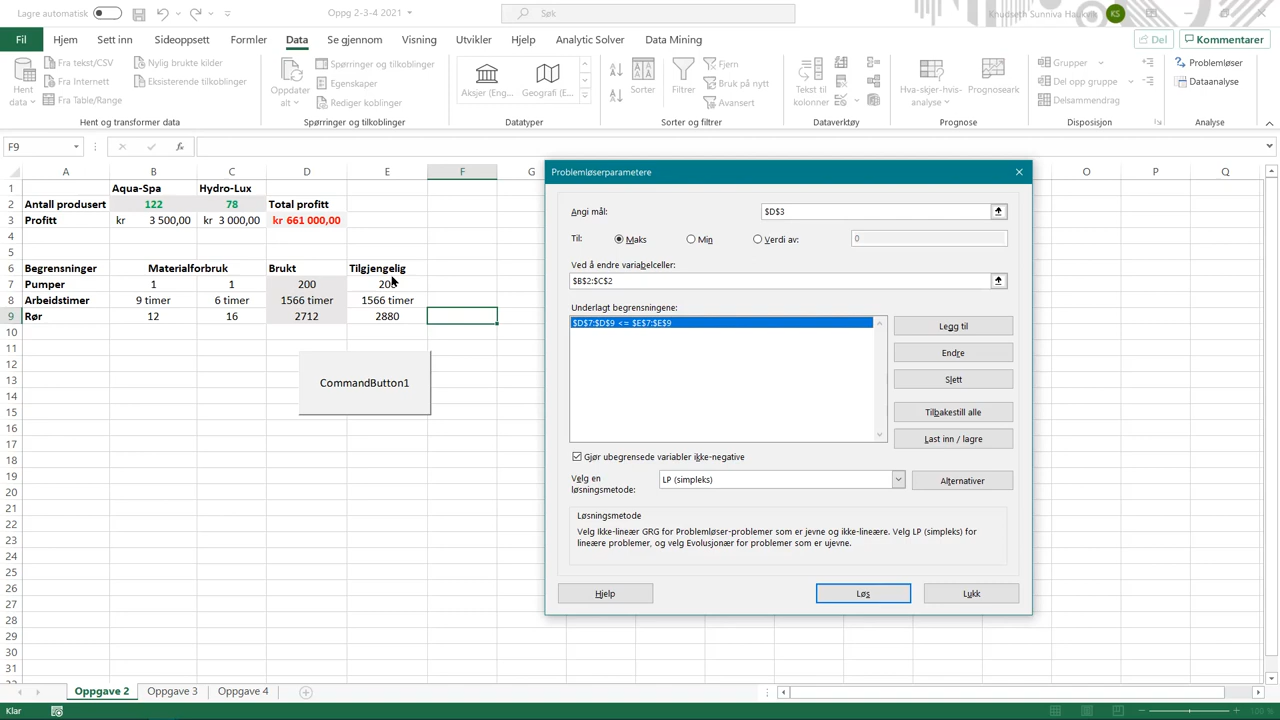 Lagre automatisk
Oppg 2-3-4 2021
Søk
Knudseth Sunniva Haukvik
KS
Fil
Hjem
Sett inn
Sideoppsett
Formler
Data
Se gjennom
Visning
Utvikler
Hjelp
Analytic Solver
Data Mining
Del
Kommentarer
Hent data
Fra tekst/CSV
Fra Internett
Fra Table/Range
Nylig brukte kilder
Eksisterende tilkoblinger
Hent og transformer data
Oppdater alt
Spørringer og tilkoblinger
Egenskaper
Rediger koblinger
Spørringer og tilkoblinger
Aksjer (Eng...
Geografi (E...
Datatyper
Sorter
Filtrer
Fjern
Bruk på nytt
Avansert
Sorter og filtrer
Tekst til kolonner
Dataverktøy
Hva-skjer-hvis-analyse
Prognoseark
Prognose
Grupper
Del opp gruppe
Delsammendrag
Disposisjon
Problemløser
Dataanalyse
Analyse
F9
fx
A B C D E F G O P Q
1 Aqua-Spa Hydro-Lux
2 Antall produsert 122 78 Total profitt
3 Profitt kr 3 500,00 kr 3 000,00 kr 661 000,00
4
5
6 Begrensninger Materialforbruk Brukt Tilgjengelig
7 Pumper 1 1 200 200
8 Arbeidstimer 9 timer 6 timer 1566 timer 1566 timer
9 Rør 12 16 2712 2880
10
11
12
13
14
15
16
17
18
19
20
21
22
23
24
25
26
27
28
29
30
31
CommandButton1
Problemløserparametere
Angi mål:
$D$3
Til:
Maks
Min
Verdi av:
0
Ved å endre variabelceller:
$B$2:$C$2
Underlagt begrensningene:
$D$7:$D$9 <= $E$7:$E$9
Legg til
Endre
Slett
Tilbakestill alle
Last inn / lagre
Gjør ubegrensede variabler ikke-negative
Velg en
løsningsmetode:
LP (simpleks)
Alternativer
Løsningsmetode
Velg Ikke-lineær GRG for Problemløser-problemer som er jevne og ikke-lineære. Velg LP (simpleks) for
lineære problemer, og velg Evolusjonær for problemer som er ujevne.
Hjelp
Løs
Lukk
Oppgave 2
Oppgave 3
Oppgave 4
Klar